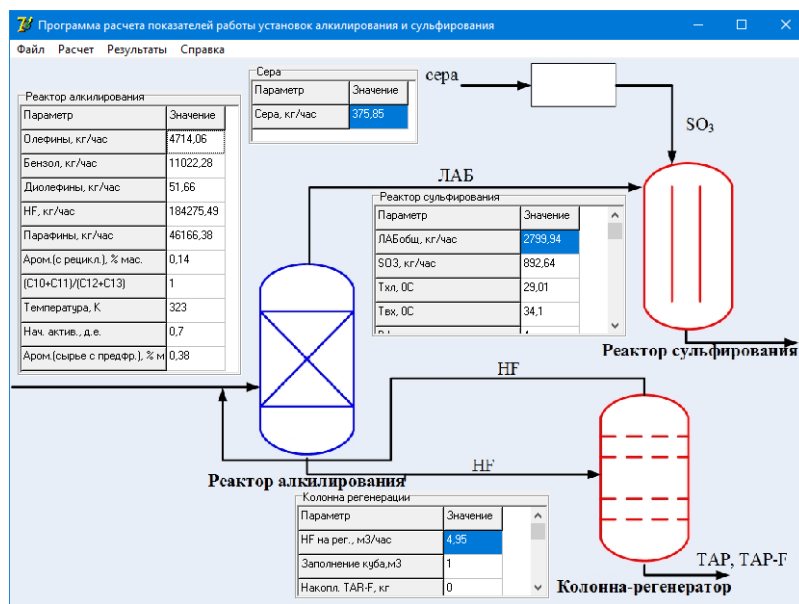 Программа расчета показателей работы установок алкилирования и сульфирования
Файл Расчет Результаты Справка
Сера
Параметр Значение
Сера, кг/час 375,85
сера
SO3
Реактор алкилирования
Параметр Значение
Олефины, кг/час 4714,06
Бензол, кг/час 11022,28
Диолефины, кг/час 51,66
HF, кг/час 184275,49
Парафины, кг/час 46166,38
Аром.(с рецикл.), % мас. 0,14
(C10+C11)/(C12+C13) 1
Температура, К 323
Нач. актив., д.е. 0,7
Аром.(сырье с предфр.), % м 0,38
ЛАБ
Реактор сульфирования
Параметр Значение
ЛАБобщ, кг/час 2799,94
SO3, кг/час 892,64
Тхл, 0С 29,01
Твх, 0С 34,1
Реактор сульфирования
HF
HF
Реактор алкилирования
Колонна регенерации
Параметр Значение
HF на рег., м3/час 4,95
Заполнение куба,м3 1
Накопл. TAR-F, кг 0
TAP, TAP-F
Колонна-регенератор